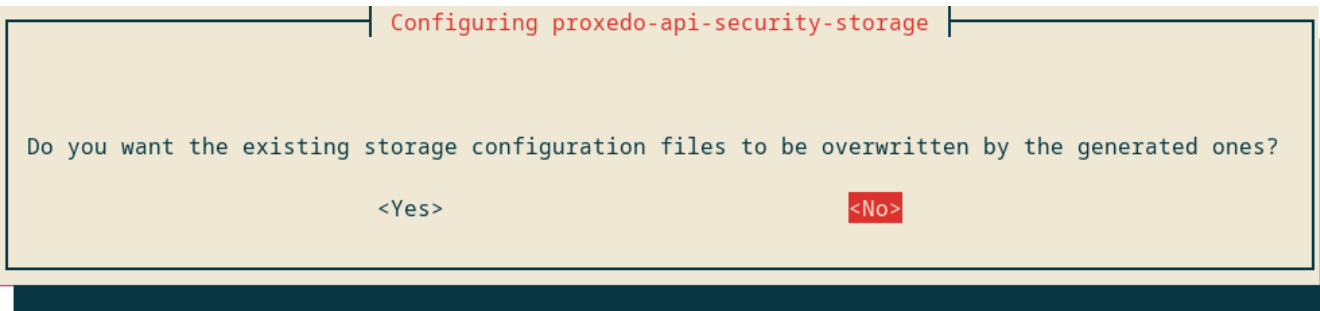 Configuring proxedo-api-security-storage
Do you want the existing storage configuration files to be overwritten by the generated ones?
<Yes> <No>